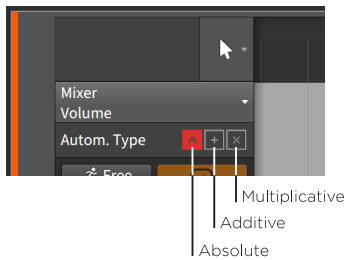 Mixer
Volume
Autom. Type A + ×
Free
Multiplicative
Additive
Absolute